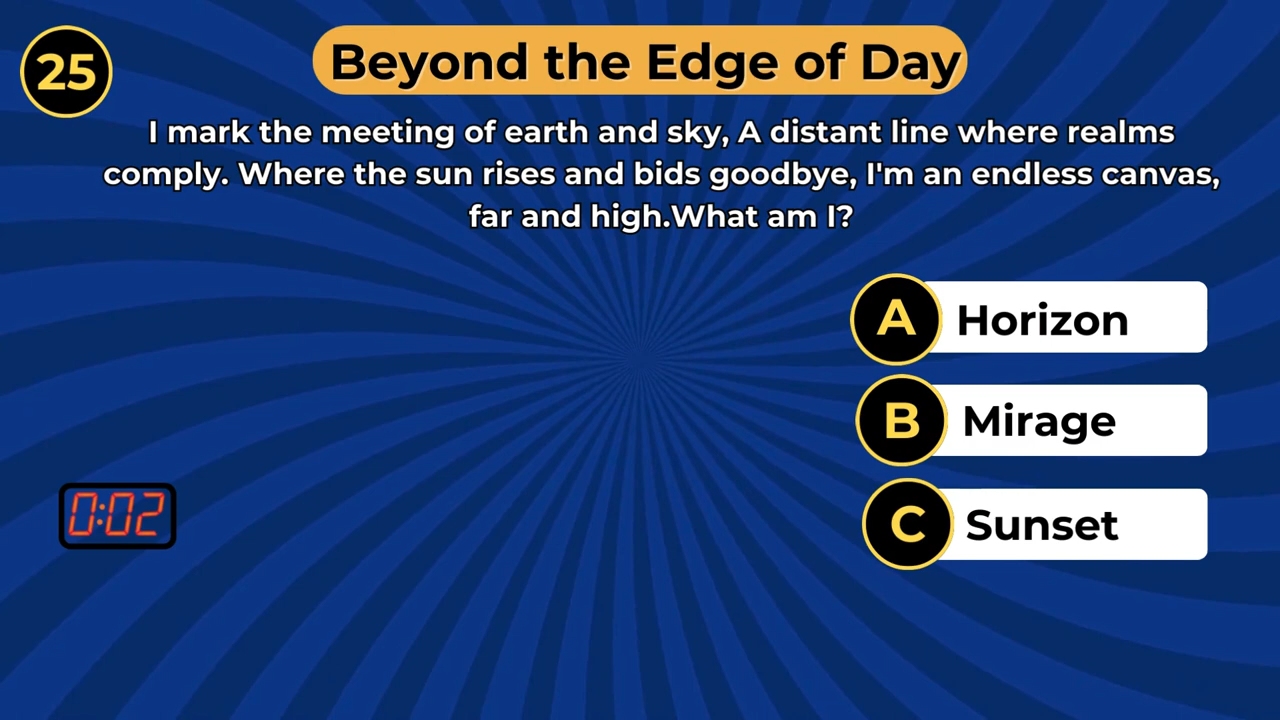 25
Beyond the Edge of Day
I mark the meeting of earth and sky, A distant line where realms
comply. Where the sun rises and bids goodbye, I'm an endless canvas,
far and high.What am I?
A Horizon
B Mirage
C Sunset
0:02